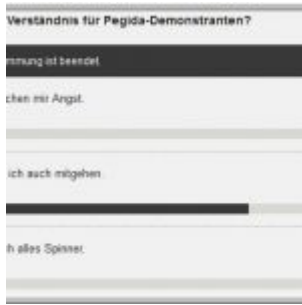 Verständnis für Pegida-Demonstranten?
mmung ist beendet.
chen mir Angst.
ich auch mitgehen.
h alles Spinner.